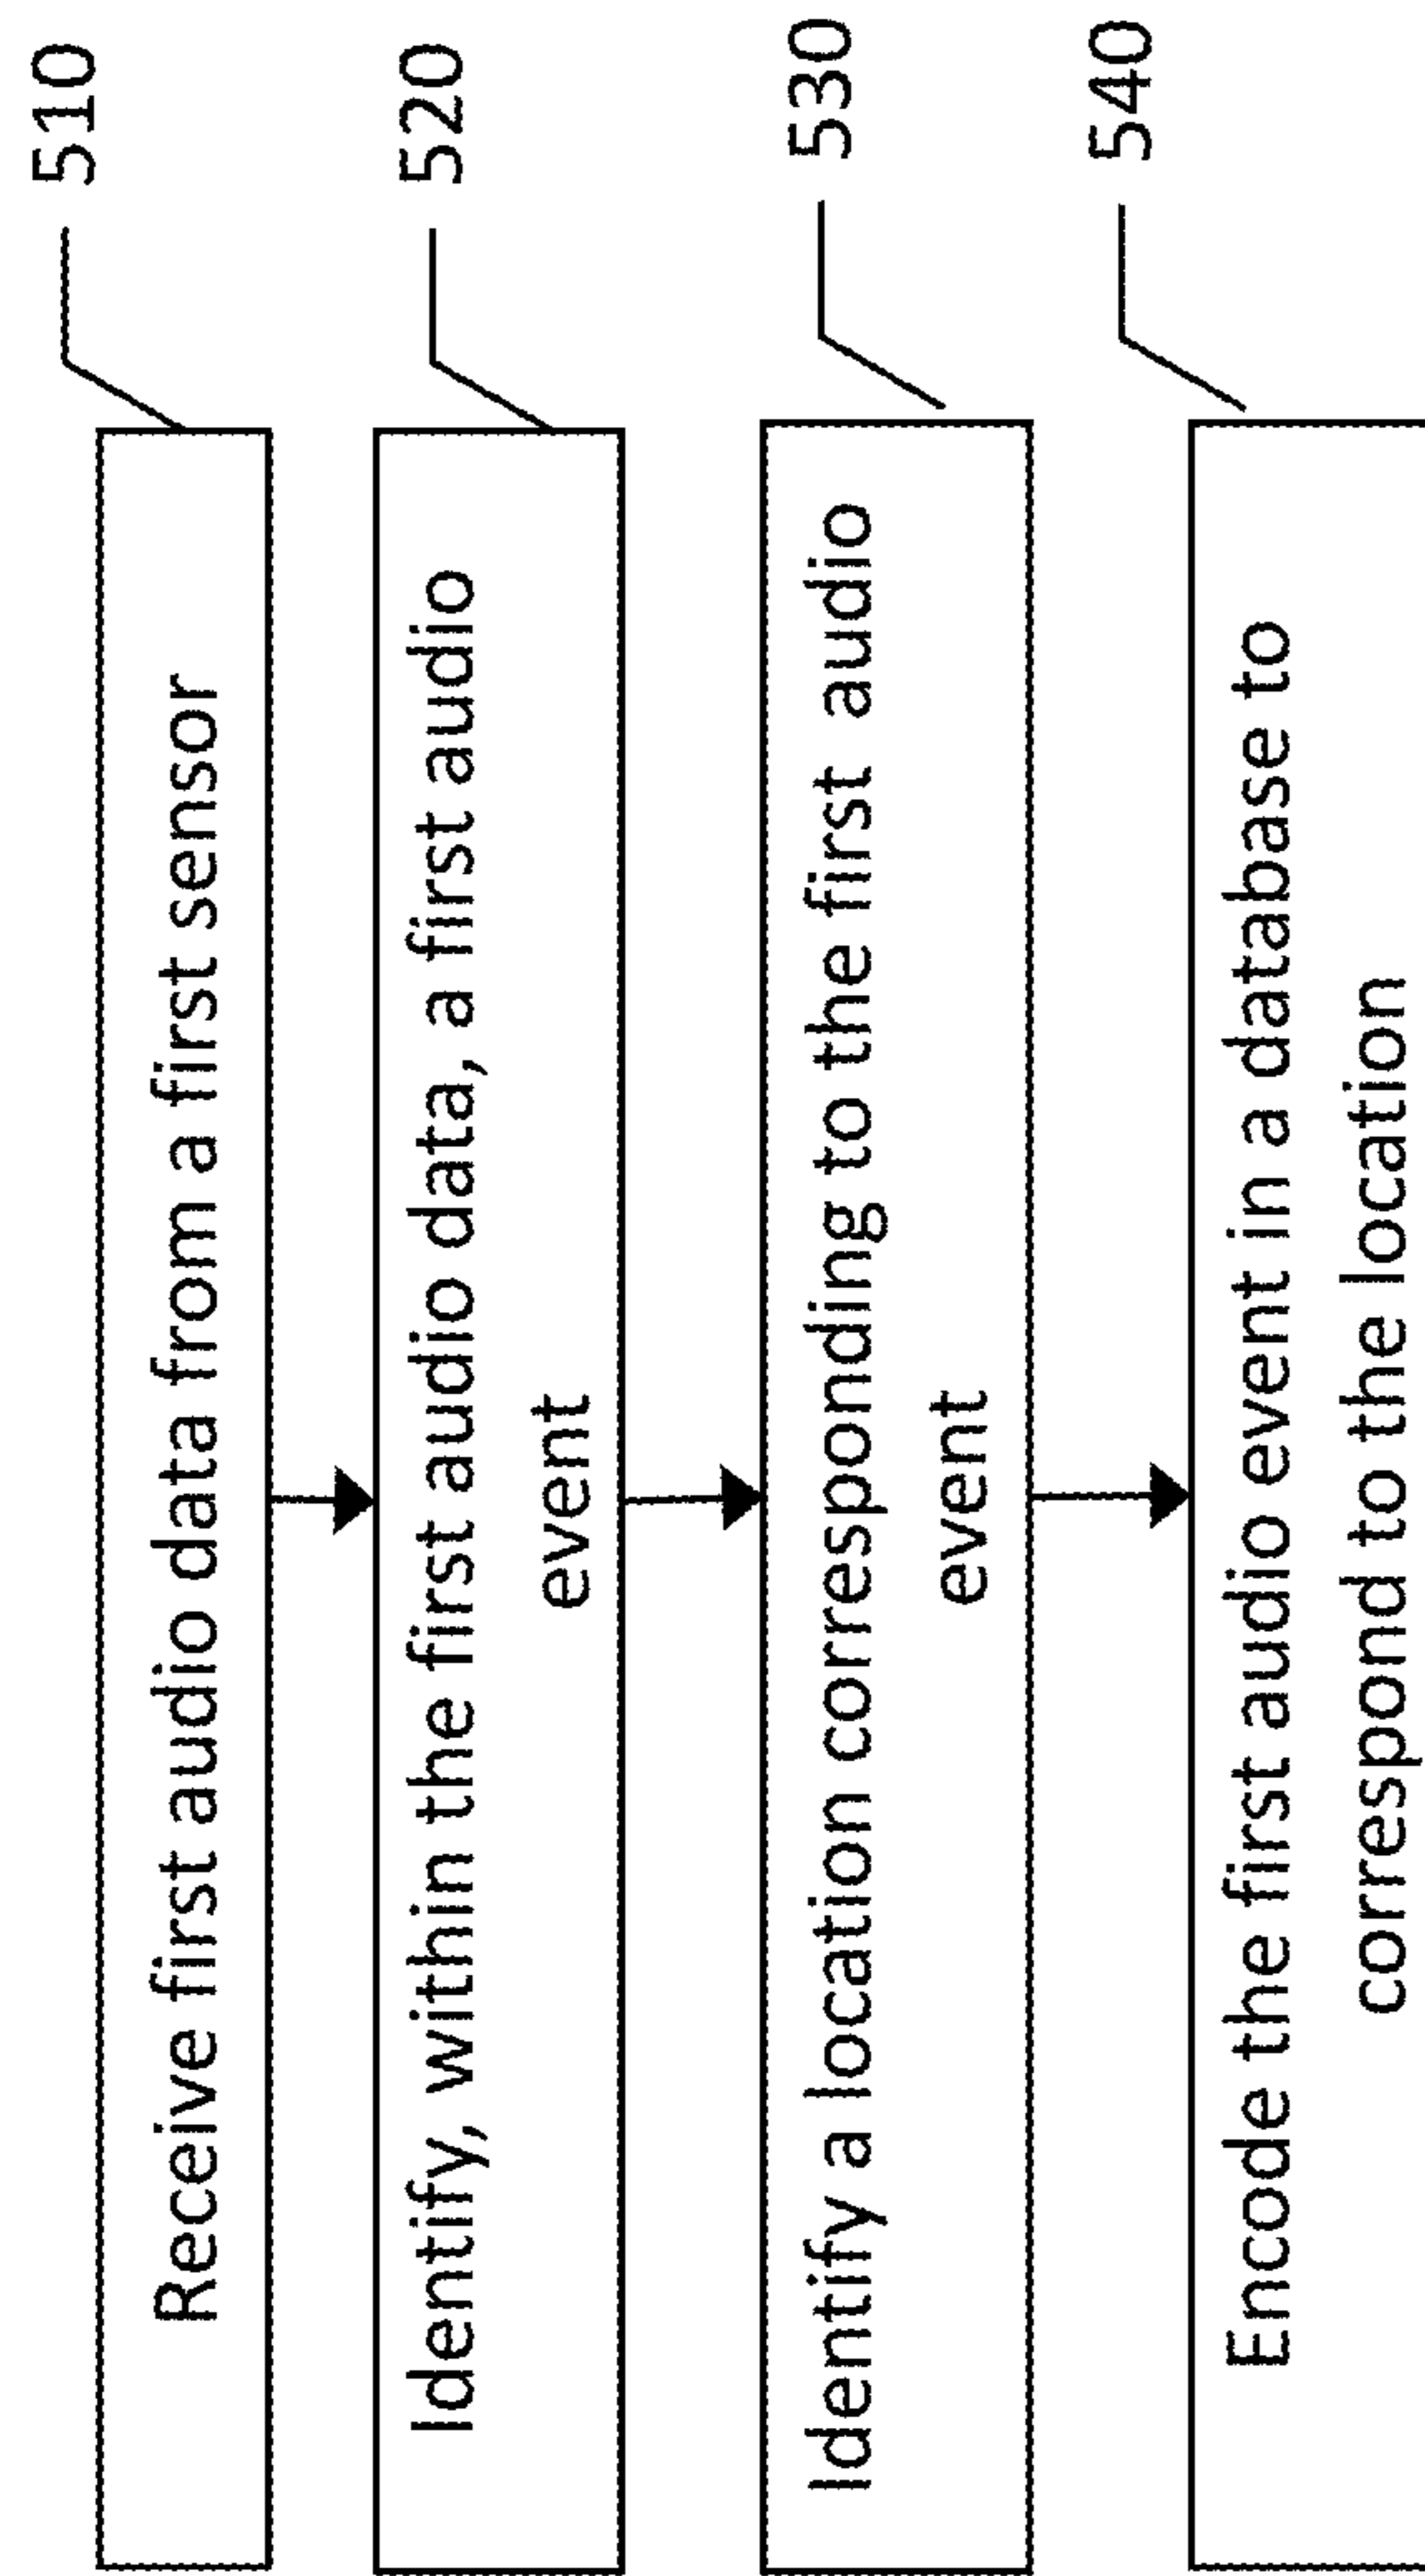 510
Receive first audio data from a first sensor
520
Identify, within the first audio data, a first audio
event
530
Identify a location corresponding to the first audio
event
540
Encode the first audio event in a database to
correspond to the location